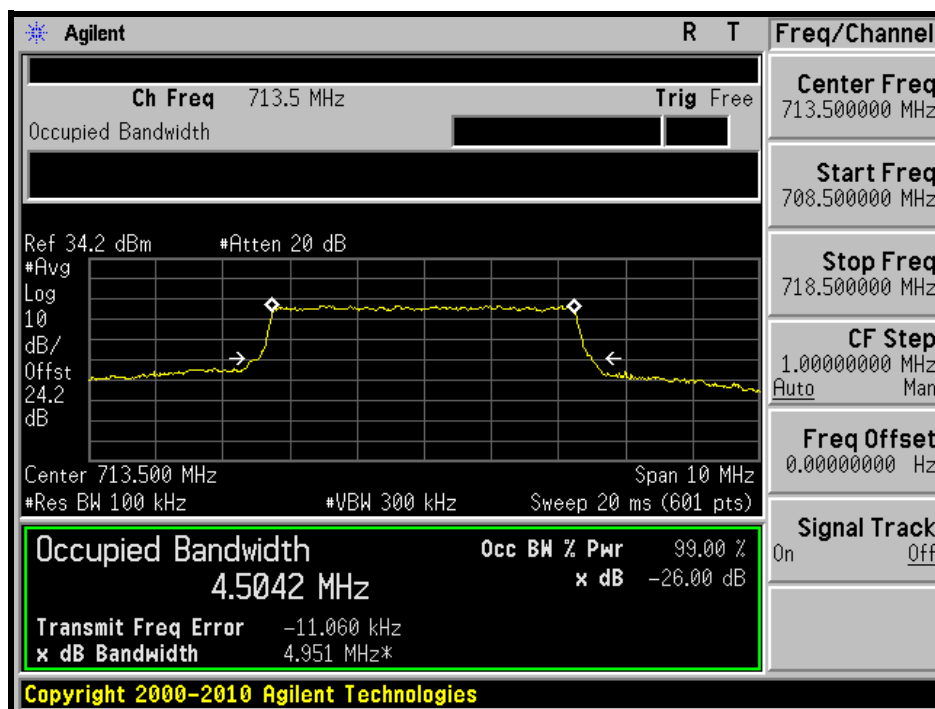 Agilent R T Freq/Channel
Ch Freq 713.5 MHz Trig Free
Occupied Bandwidth
Center Freq
713.500000 MHz
Start Freq
708.500000 MHz
Stop Freq
718.500000 MHz
CF Step
1.00000000 MHz
Auto Man
Freq Offset
0.00000000 Hz
Signal Track
On Off
Ref 34.2 dBm #Atten 20 dB
#Avg
Log
10
dB/
Offst
24.2
dB
Center 713.500 MHz Span 10 MHz
#Res BW 100 kHz #VBW 300 kHz Sweep 20 ms (601 pts)
Occupied Bandwidth Occ BW % Pwr 99.00 %
4.5042 MHz x dB -26.00 dB
Transmit Freq Error -11.060 kHz
x dB Bandwidth 4.951 MHz*
Copyright 2000-2010 Agilent Technologies